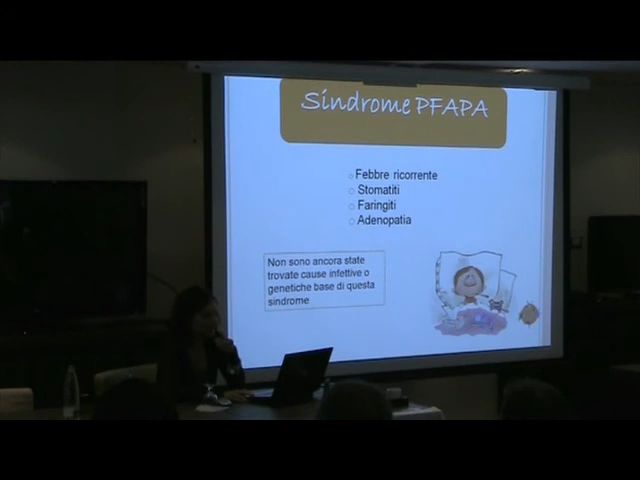 Sindrome PFAPA
Febbre ricorrente
Stomatiti
Faringiti
Adenopatia
Non sono ancora state
trovate cause infettive o
genetiche base di questa
sindrome